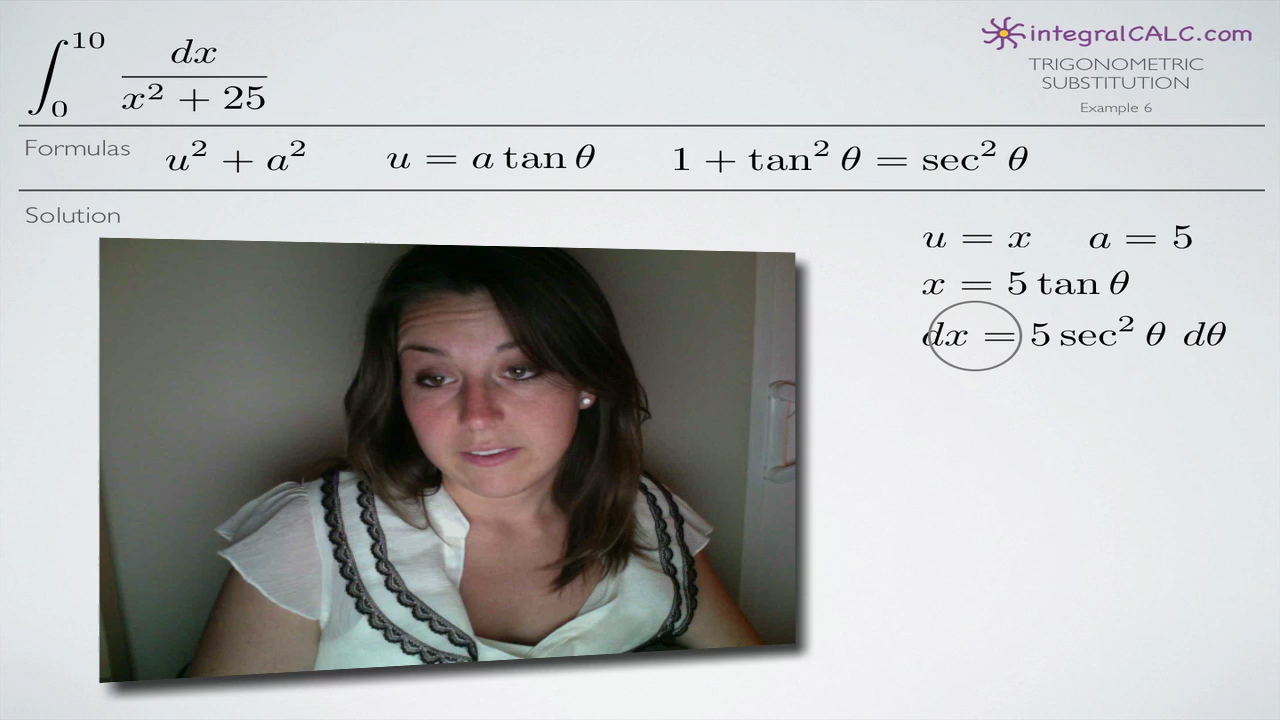 ∫₀¹⁰ dx / (x² + 25)
integralCALC.com
TRIGONOMETRIC
SUBSTITUTION
Example 6
Formulas u² + a² u = a tan θ 1 + tan² θ = sec² θ
Solution
u = x a = 5
x = 5 tan θ
dx = 5 sec² θ dθ